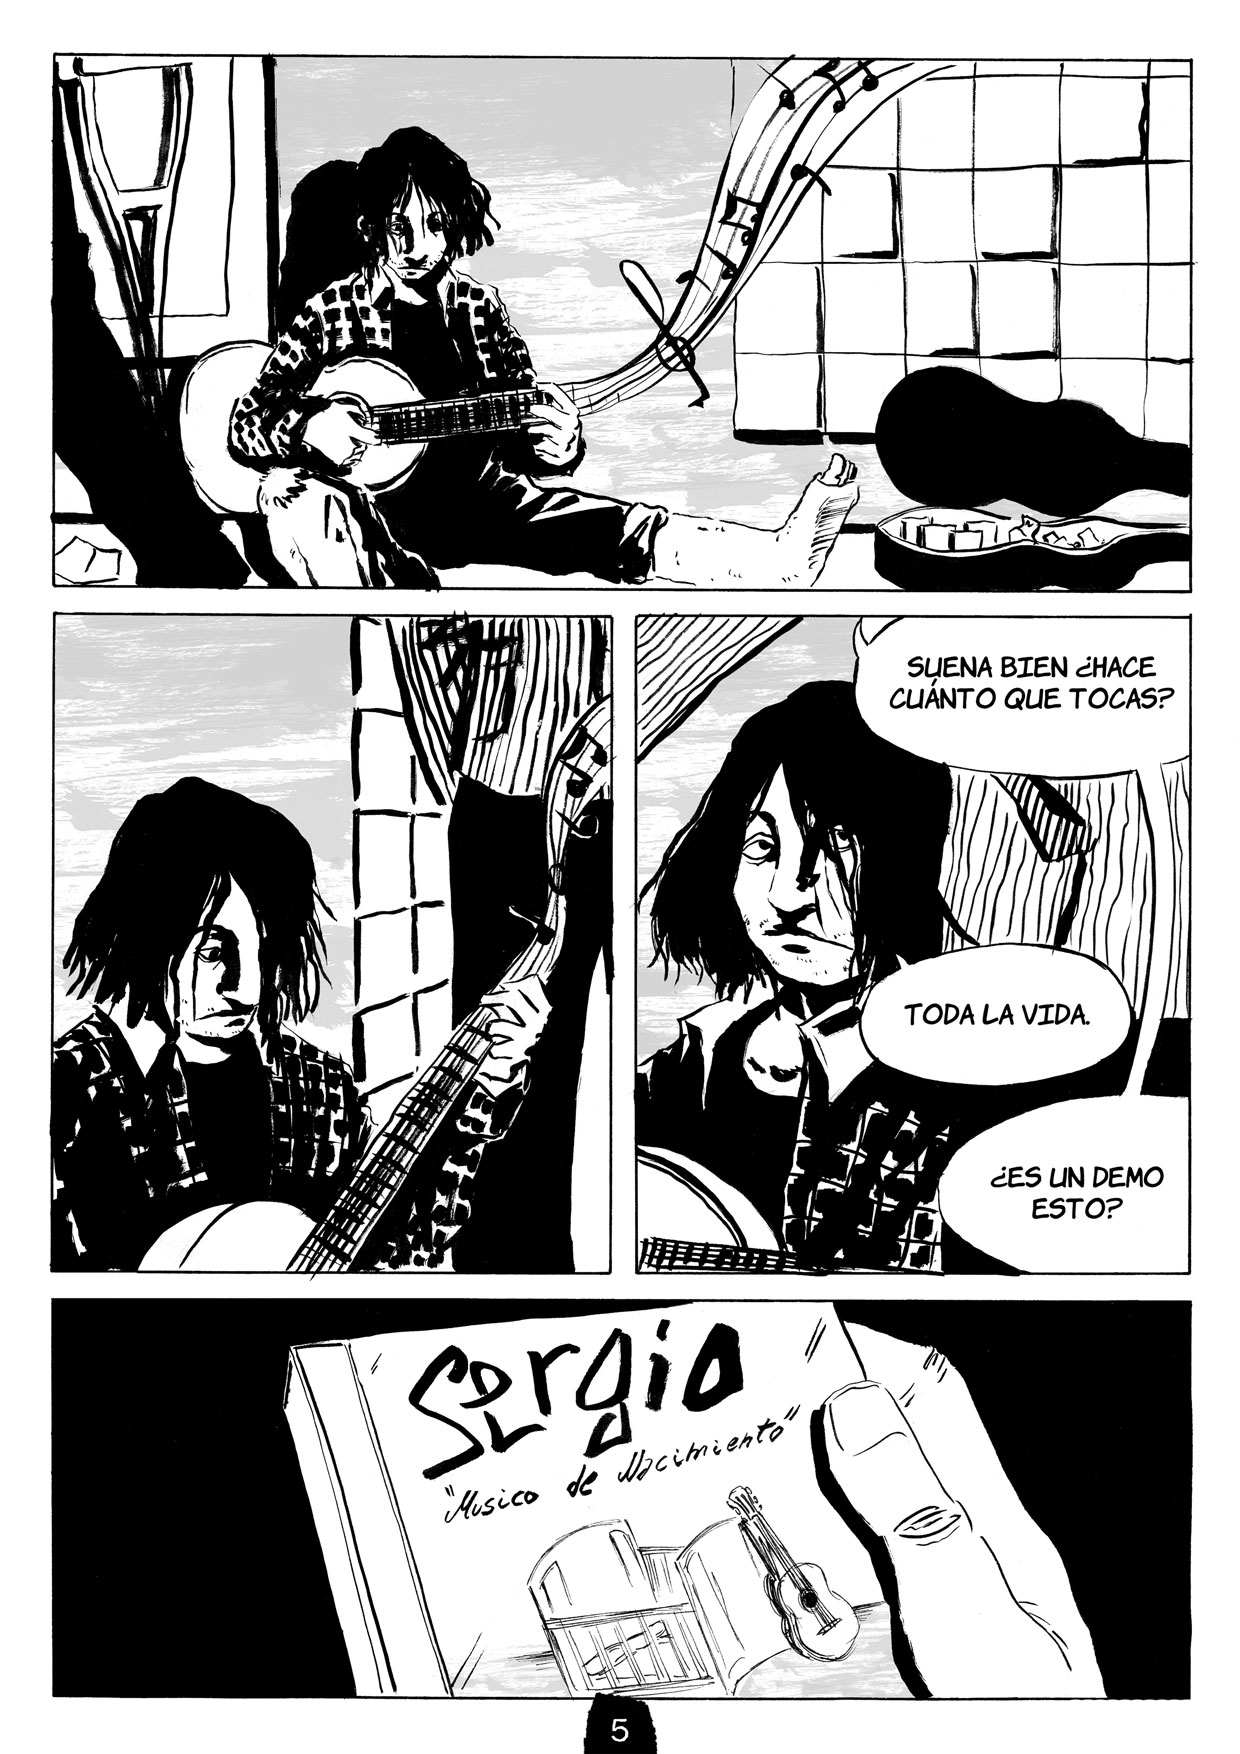 SUENA BIEN ¿HACE
CUÁNTO QUE TOCAS?
TODA LA VIDA.
¿ES UN DEMO
ESTO?
Sergio
"Musico de Nacimiento"
5